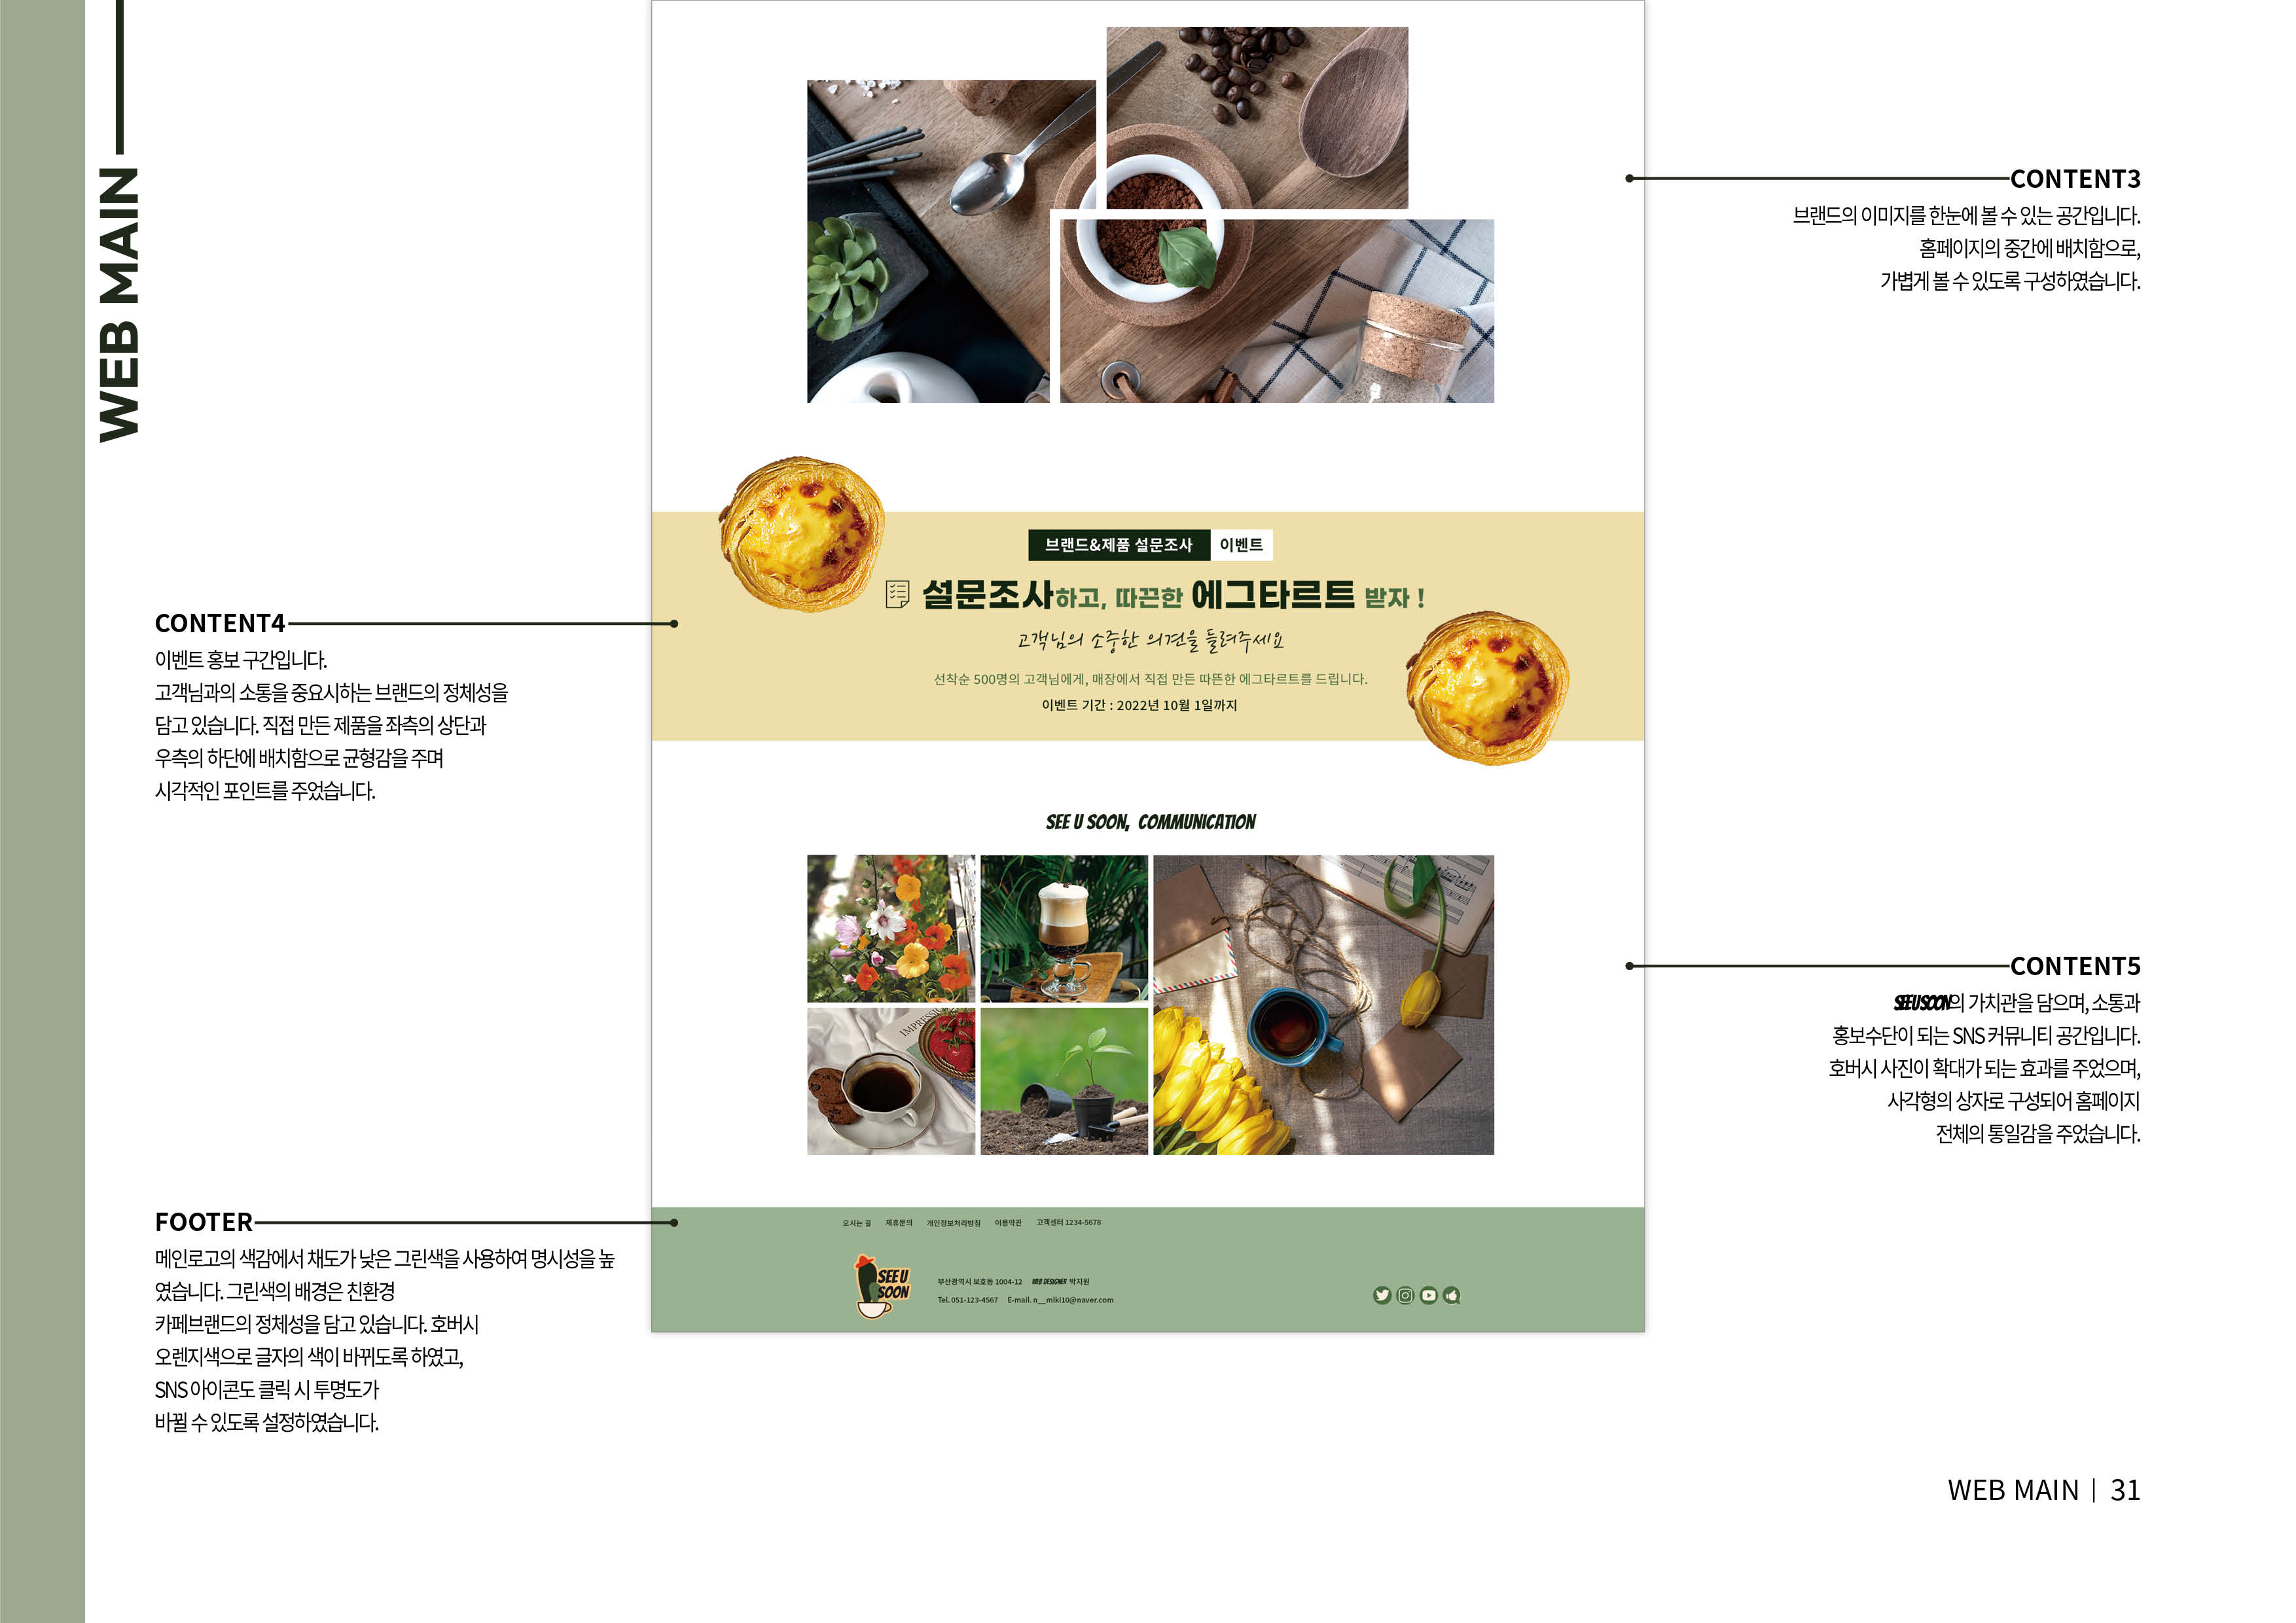 WEB MAIN
CONTENT3
브랜드의 이미지를 한눈에 볼 수 있는 공간입니다.
홈페이지의 중간에 배치함으로,
가볍게 볼 수 있도록 구성하였습니다.
브랜드&제품 설문조사 이벤트
설문조사하고, 따끈한 에그타르트 받자 !
고객님의 소중한 의견을 들려주세요
선착순 500명의 고객님에게, 매장에서 직접 만든 따뜬한 에그타르트를 드립니다.
이벤트 기간 : 2022년 10월 1일까지
CONTENT4
이벤트 홍보 구간입니다.
고객님과의 소통을 중요시하는 브랜드의 정체성을
담고 있습니다. 직접 만든 제품을 좌측의 상단과
우측의 하단에 배치함으로 균형감을 주며
시각적인 포인트를 주었습니다.
SEE U SOON, COMMUNICATION
IMPRESS
CONTENT5
SEE U SOON의 가치관을 담으며, 소통과
홍보수단이 되는 SNS 커뮤니티 공간입니다.
호버시 사진이 확대가 되는 효과를 주었으며,
사각형의 상자로 구성되어 홈페이지
전체의 통일감을 주었습니다.
FOOTER
메인로고의 색감에서 채도가 낮은 그린색을 사용하여 명시성을 높
였습니다. 그린색의 배경은 친환경
카페브랜드의 정체성을 담고 있습니다. 호버시
오렌지색으로 글자의 색이 바뀌도록 하였고,
SNS 아이콘도 클릭 시 투명도가
바뀔 수 있도록 설정하였습니다.
오시는 길 제휴문의 개인정보처리방침 이용약관 고객센터 1234-5678
SEE U
SOON
부산광역시 보호동 1004-12 WEB DESIGNER 박지원
Tel. 051-123-4567 E-mail. n__mlki10@naver.com
WEB MAIN | 31